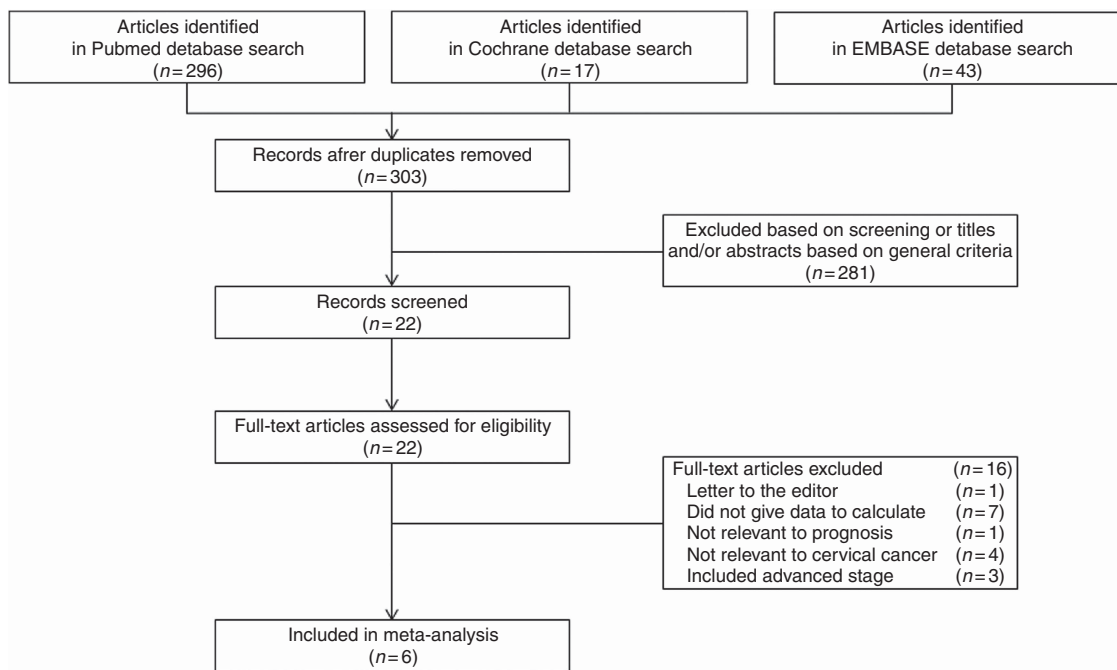 Articles identified
in Pubmed detabase search
(n=296)
Articles identified
in Cochrane detabase search
(n=17)
Articles identified
in EMBASE detabase search
(n=43)
Records afrer duplicates removed
(n=303)
Excluded based on screening or titles
and/or abstracts based on general criteria
(n=281)
Records screened
(n=22)
Full-text articles assessed for eligibility
(n=22)
Full-text articles excluded (n=16)
Letter to the editor (n=1)
Did not give data to calculate (n=7)
Not relevant to prognosis (n=1)
Not relevant to cervical cancer (n=4)
Included advanced stage (n=3)
Included in meta-analysis
(n=6)